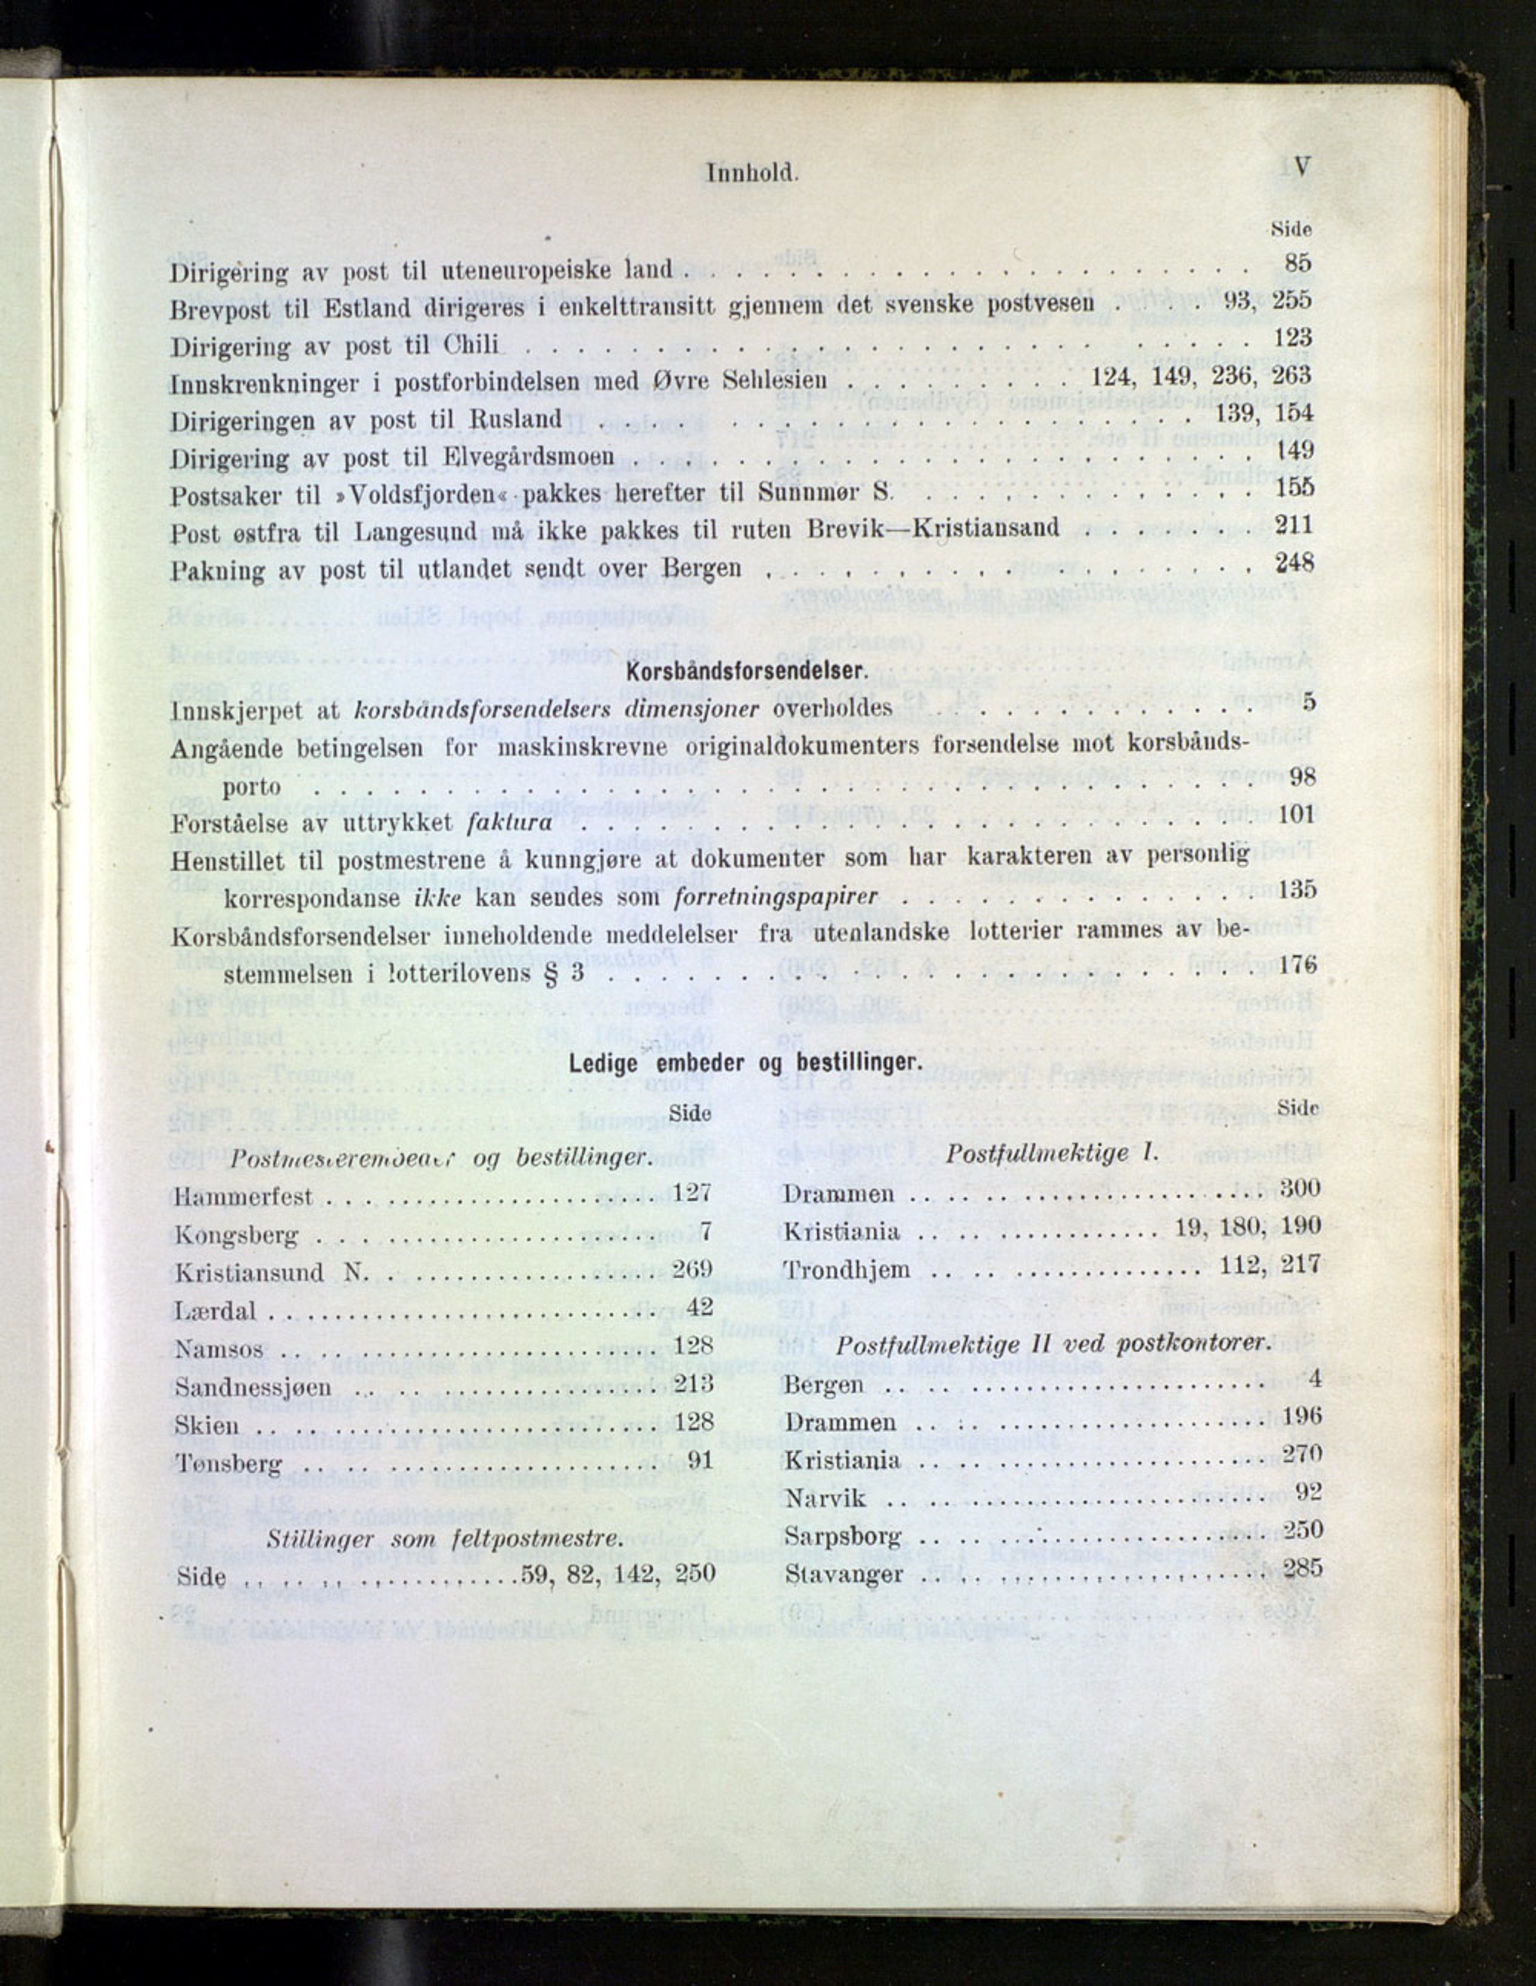 Innhold. V
Side
Dirigering av post til uteneuropeiske land . . . . . . . . . . . . . . . . . . . . . . 85
Brevpost til Estland dirigeres i enkelttransitt gjennem det svenske postvesen . . . . 93, 255
Dirigering av post til Chili . . . . . . . . . . . . . . . . . . . . . . . . . . . 123
Innskrenkninger i postforbindelsen med Øvre Sehlesien . . . . . . . . . 124, 149, 236, 263
Dirigeringen av post til Rusland . . . . . . . . . . . . . . . . . . . . . . 139, 154
Dirigering av post til Elvegårdsmoen . . . . . . . . . . . . . . . . . . . . . . . . 149
Postsaker til »Voldsfjorden« pakkes herefter til Sunnmør S. . . . . . . . . . . . . . 155
Post østfra til Langesund må ikke pakkes til ruten Brevik—Kristiansand . . . . . . . 211
Pakning av post til utlandet sendt over Bergen . . . . . . . . . . . . . . . . . . . 248
Korsbåndsforsendelser.
Innskjerpet at korsbåndsforsendelsers dimensjoner overholdes . . . . . . . . . . . . . 5
Angående betingelsen for maskinskrevne originaldokumenters forsendelse mot korsbånds-
porto . . . . . . . . . . . . . . . . . . . . . . . . . . . . . . . . . . . . 98
Forståelse av uttrykket faktura . . . . . . . . . . . . . . . . . . . . . . . . . . 101
Henstillet til postmestrene å kunngjøre at dokumenter som har karakteren av personlig
korrespondanse ikke kan sendes som forretningspapirer . . . . . . . . . . . . . . 135
Korsbåndsforsendelser inneholdende meddelelser fra utenlandske lotterier rammes av be-
stemmelsen i lotterilovens § 3 . . . . . . . . . . . . . . . . . . . . . . . . . 176
Ledige embeder og bestillinger.
Side
Postmesterembeder og bestillinger.
Hammerfest . . . . . . . . . . . . . . . . . . . . 127
Kongsberg . . . . . . . . . . . . . . . . . . . . 7
Kristiansund N. . . . . . . . . . . . . . . . . . . 269
Lærdal . . . . . . . . . . . . . . . . . . . . . . 42
Namsos . . . . . . . . . . . . . . . . . . . . . . 128
Sandnessjøen . . . . . . . . . . . . . . . . . . . 213
Skien . . . . . . . . . . . . . . . . . . . . . . . 128
Tønsberg . . . . . . . . . . . . . . . . . . . . . 91
Stillinger som feltpostmestre.
Side . . . . . . . . . . . . . . . 59, 82, 142, 250
Side
Postfullmektige I.
Drammen . . . . . . . . . . . . . . . . . . . . . 300
Kristiania . . . . . . . . . . . . . . . 19, 180, 190
Trondhjem . . . . . . . . . . . . . . . . . 112, 217
Postfullmektige II ved postkontorer.
Bergen . . . . . . . . . . . . . . . . . . . . . . 4
Drammen . . . . . . . . . . . . . . . . . . . . . 196
Kristiania . . . . . . . . . . . . . . . . . . . . 270
Narvik . . . . . . . . . . . . . . . . . . . . . . 92
Sarpsborg . . . . . . . . . . . . . . . . . . . . 250
Stavanger . . . . . . . . . . . . . . . . . . . . 285